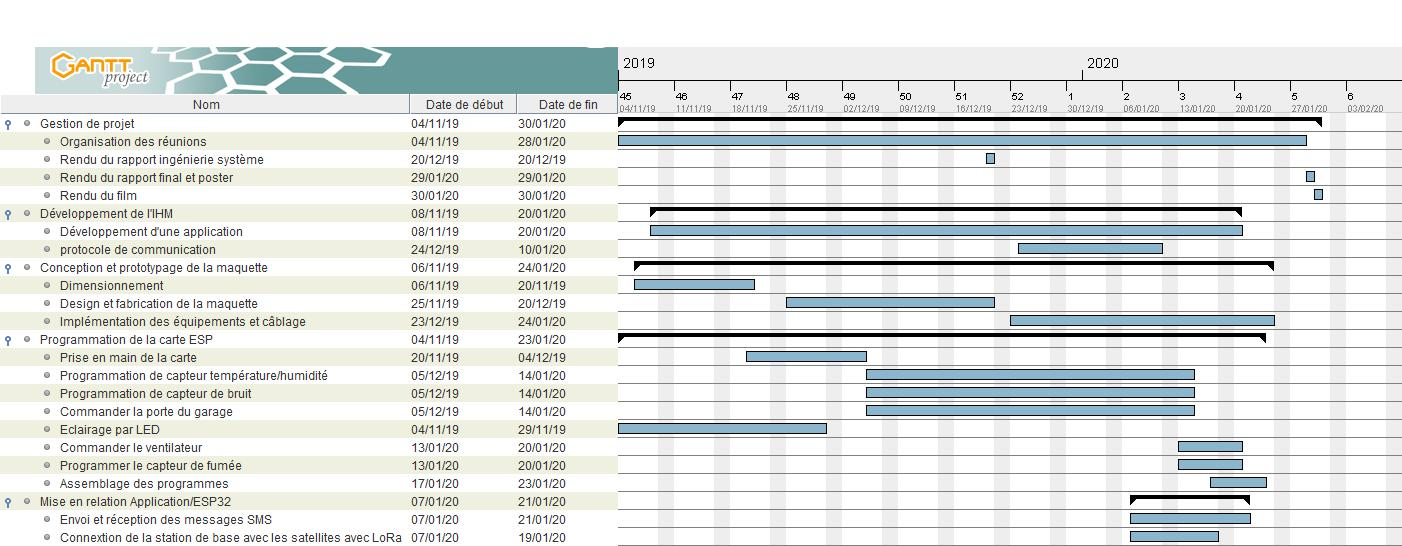 GANTT
project
2019 2020
45 46 47 48 49 50 51 52 1 2 3 4 5 6
Nom Date de début Date de fin 04/11/19 11/11/19 18/11/19 25/11/19 02/12/19 09/12/19 16/12/19 23/12/19 30/12/19 06/01/20 13/01/20 20/01/20 27/01/20 03/02/20
Gestion de projet 04/11/19 30/01/20
Organisation des réunions 04/11/19 28/01/20
Rendu du rapport ingénierie système 20/12/19 20/12/19
Rendu du rapport final et poster 29/01/20 29/01/20
Rendu du film 30/01/20 30/01/20
Développement de l'IHM 08/11/19 20/01/20
Développement d'une application 08/11/19 20/01/20
protocole de communication 24/12/19 10/01/20
Conception et prototypage de la maquette 06/11/19 24/01/20
Dimensionnement 06/11/19 20/11/19
Design et fabrication de la maquette 25/11/19 20/12/19
Implémentation des équipements et câblage 23/12/19 24/01/20
Programmation de la carte ESP 04/11/19 23/01/20
Prise en main de la carte 20/11/19 04/12/19
Programmation de capteur température/humidité 05/12/19 14/01/20
Programmation de capteur de bruit 05/12/19 14/01/20
Commander la porte du garage 05/12/19 14/01/20
Eclairage par LED 04/11/19 29/11/19
Commander le ventilateur 13/01/20 20/01/20
Programmer le capteur de fumée 13/01/20 20/01/20
Assemblage des programmes 17/01/20 23/01/20
Mise en relation Application/ESP32 07/01/20 21/01/20
Envoi et réception des messages SMS 07/01/20 21/01/20
Connextion de la station de base avec les satellites avec LoRa 07/01/20 19/01/20